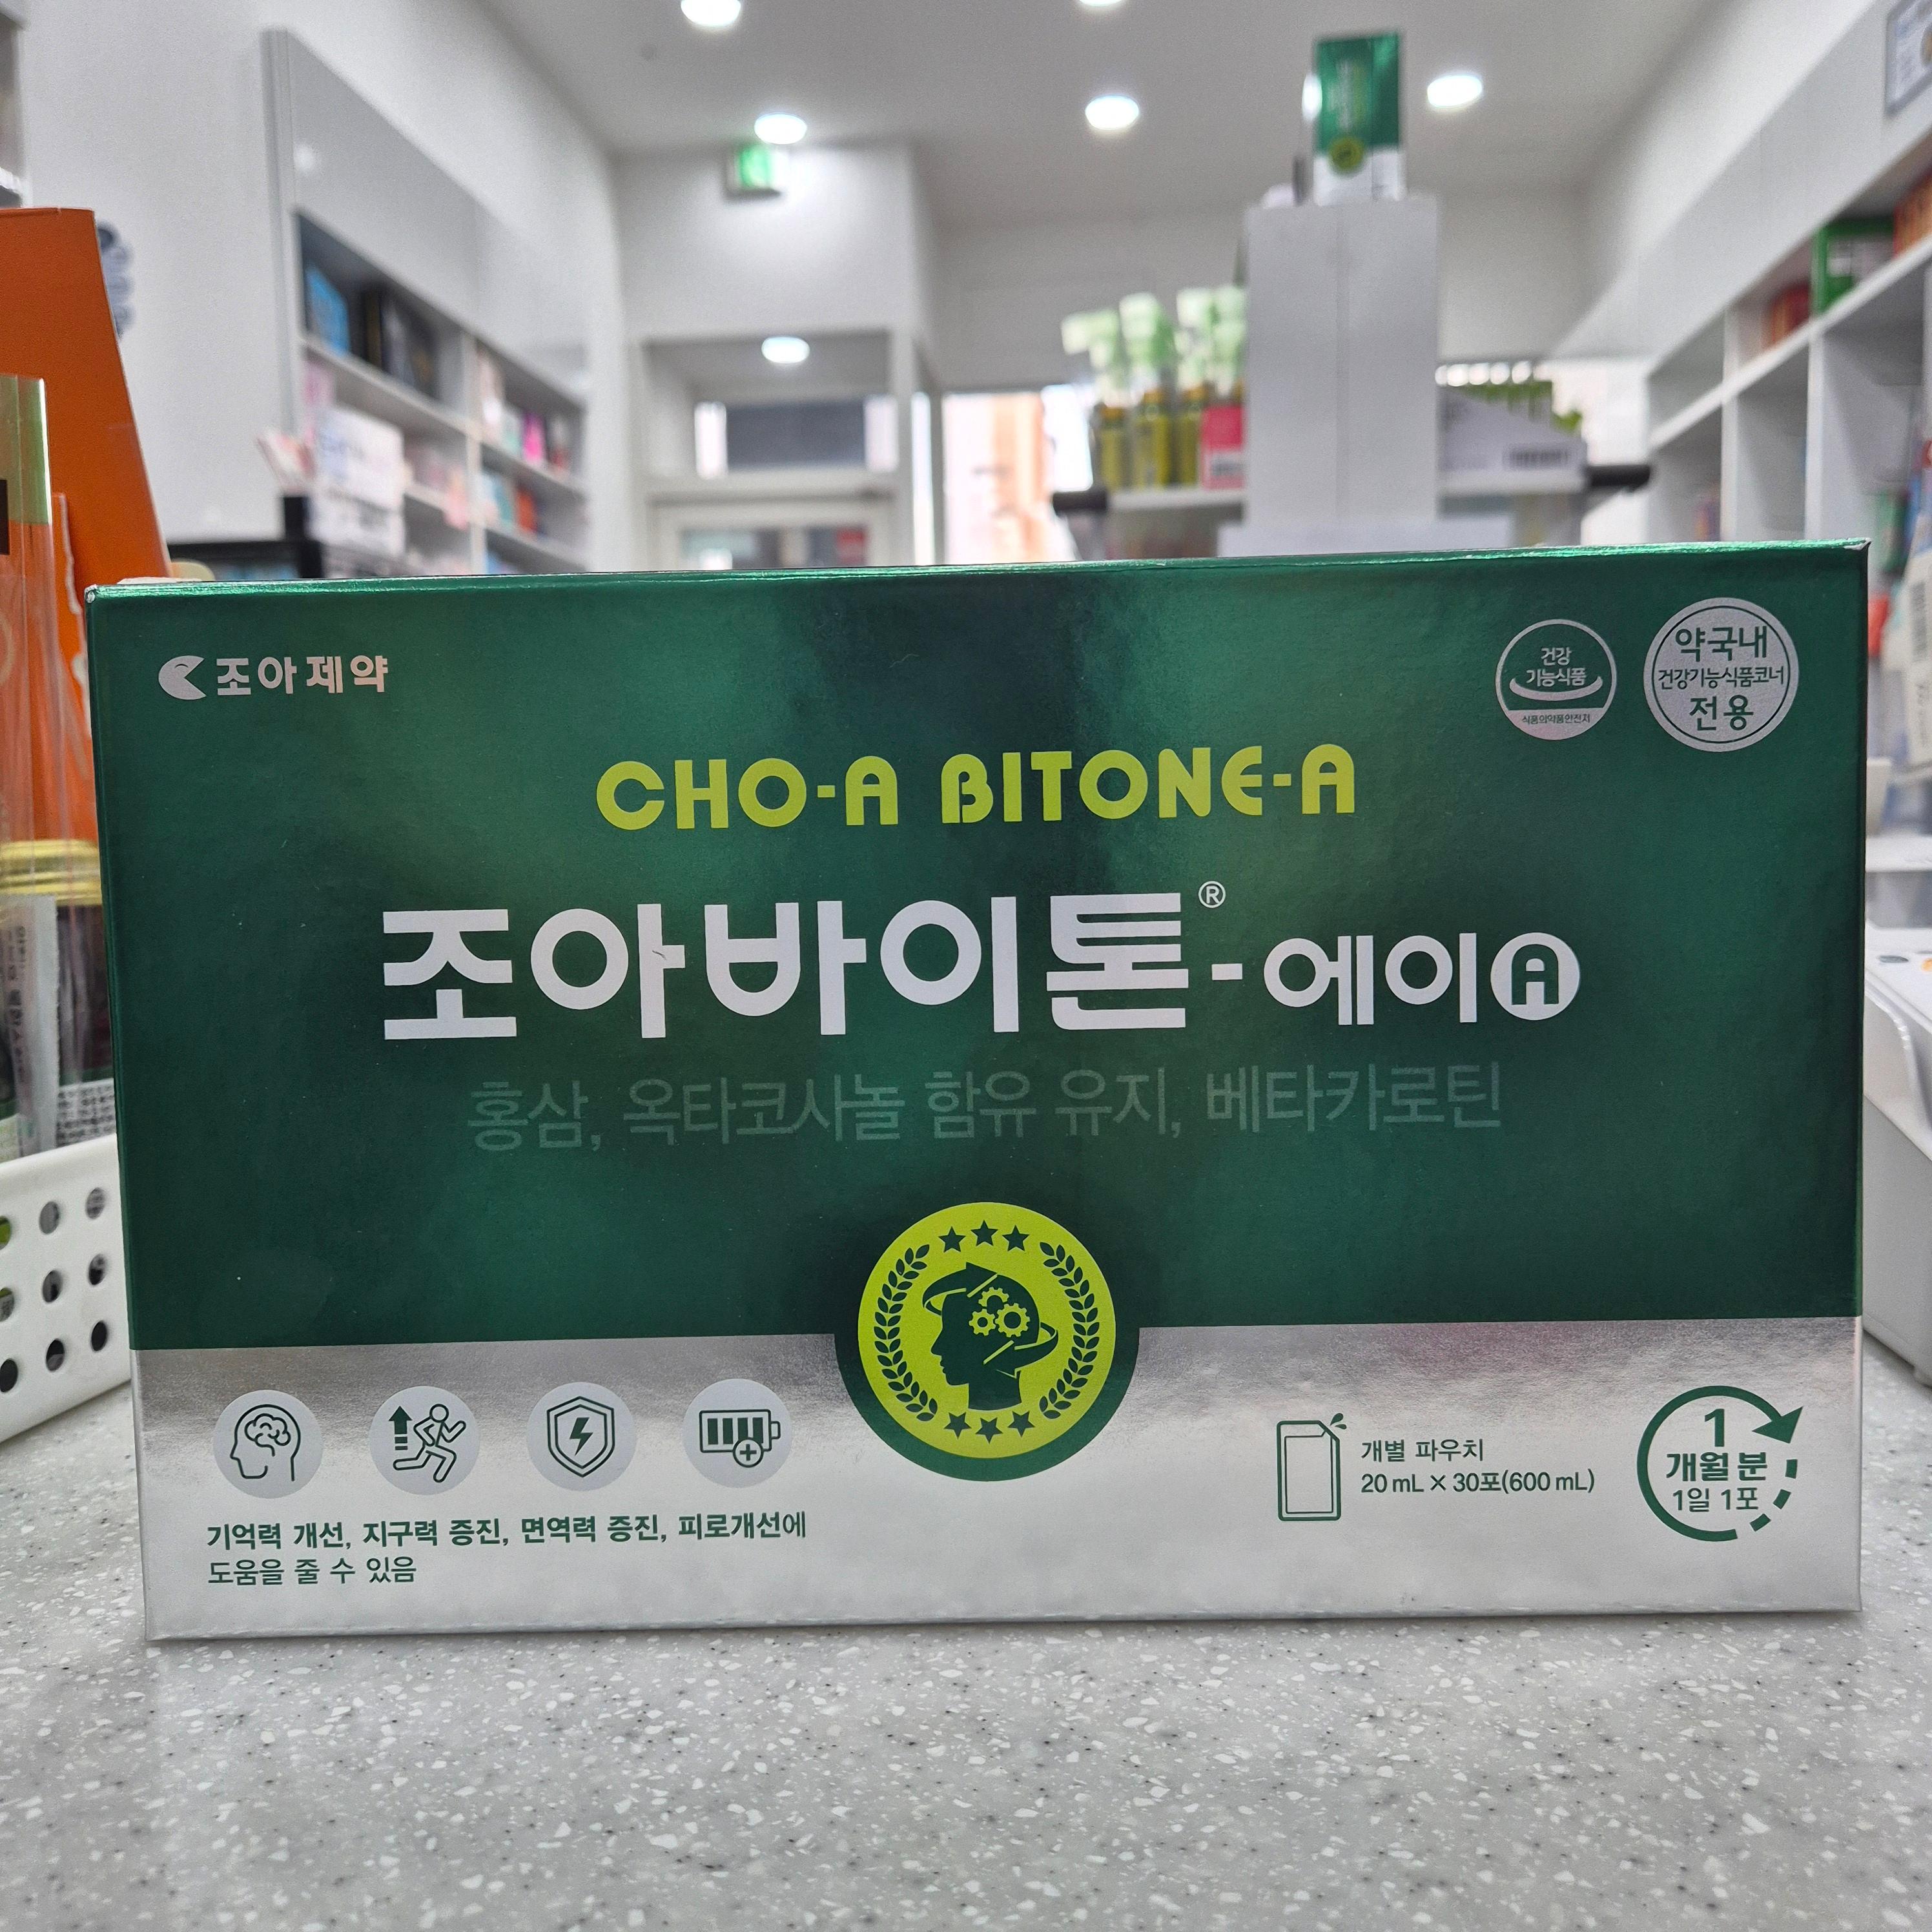 조아제약
건강
기능식품
식품의약품안전처
약국내
건강기능식품코너
전용
CHO-A BITONE-A
조아바이톤®-에이A
홍삼, 옥타코사놀 함유 유지, 베타카로틴
기억력 개선, 지구력 증진, 면역력 증진, 피로개선에
도움을 줄 수 있음
개별 파우치
20 mL × 30포(600 mL)
1
개월분
1일 1포